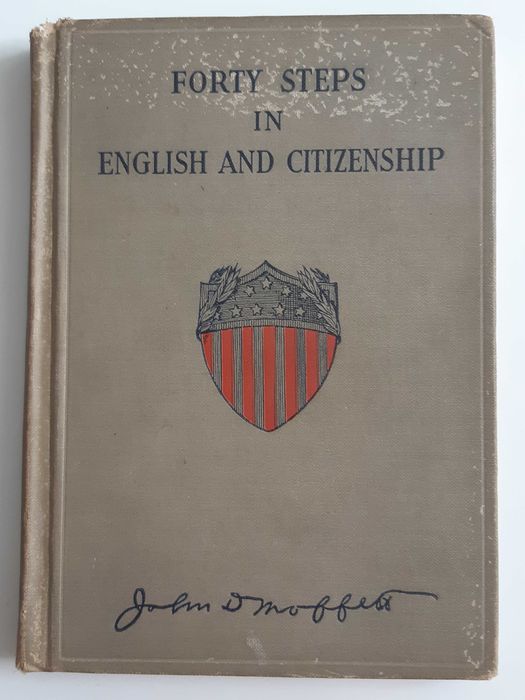 FORTY STEPS
IN
ENGLISH AND CITIZENSHIP
John D Moffett